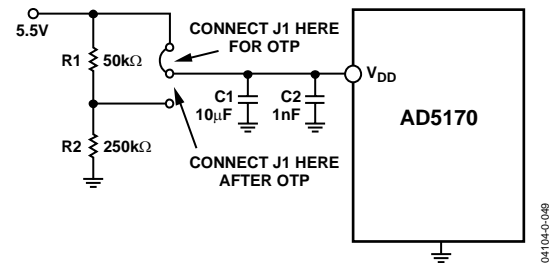 5.5V
CONNECT J1 HERE
FOR OTP
R1 50kΩ
VDD
C1
10μF
C2
1nF
AD5170
R2 250kΩ
CONNECT J1 HERE
AFTER OTP
04104-0-049